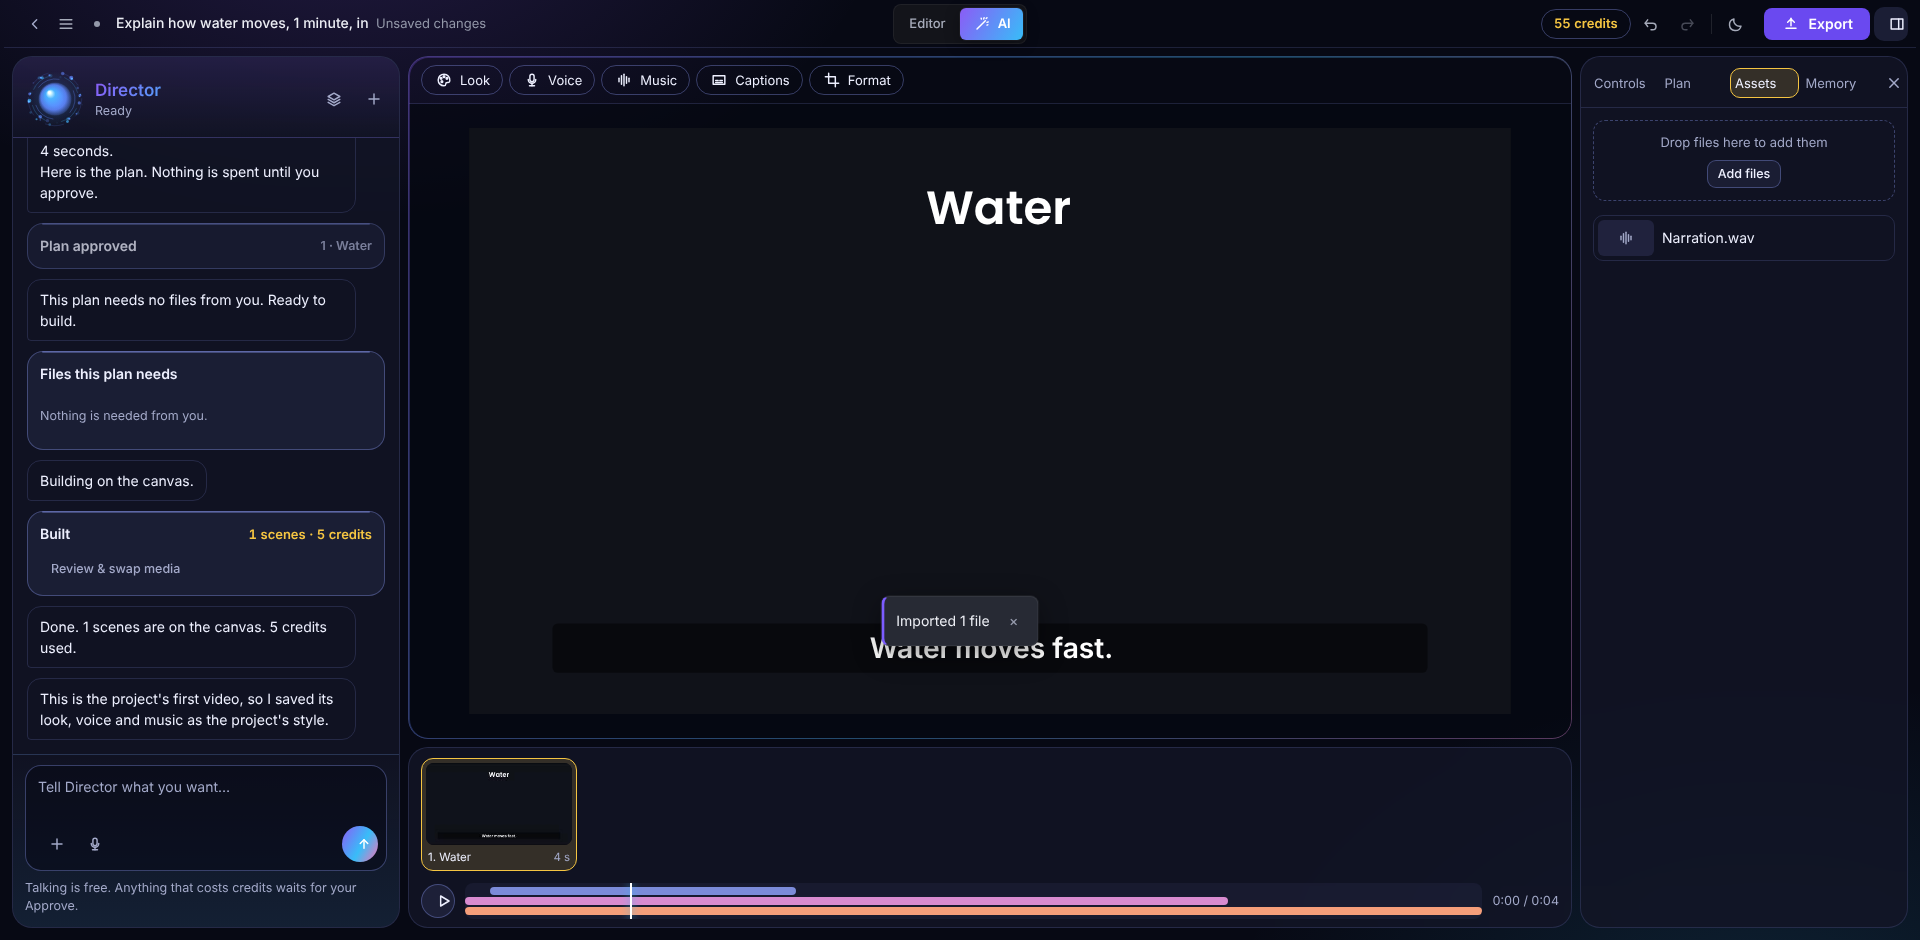 Explain how water moves, 1 minute, in Unsaved changes
Editor
AI
55 credits
Export
Director
Ready
4 seconds.
Here is the plan. Nothing is spent until you
approve.
Plan approved
1 · Water
This plan needs no files from you. Ready to
build.
Files this plan needs
Nothing is needed from you.
Building on the canvas.
Built
1 scenes · 5 credits
Review & swap media
Done. 1 scenes are on the canvas. 5 credits
used.
This is the project's first video, so I saved its
look, voice and music as the project's style.
Tell Director what you want...
Talking is free. Anything that costs credits waits for your
Approve.
Look
Voice
Music
Captions
Format
Water
Imported 1 file ×
Water moves fast.
Water
Water moves fast.
1. Water
4 s
0:00 / 0:04
Controls
Plan
Assets
Memory
Drop files here to add them
Add files
Narration.wav